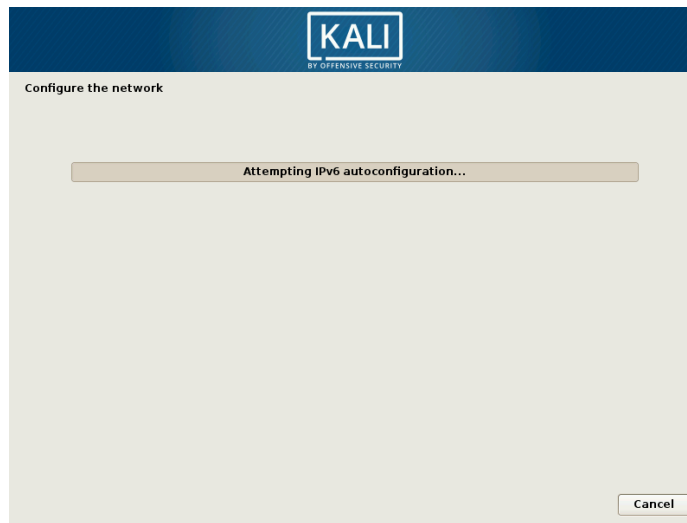 KALI
BY OFFENSIVE SECURITY
Configure the network
Attempting IPv6 autoconfiguration...
Cancel